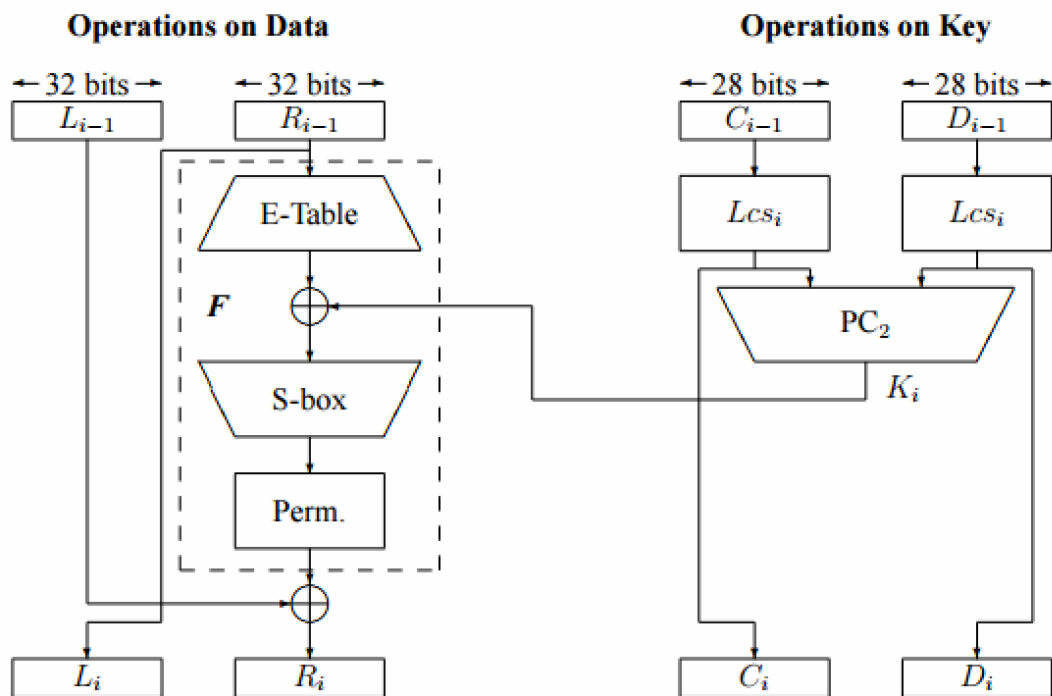 Operations on Data
Operations on Key
32 bits
32 bits
28 bits
28 bits
L_{i−1}
R_{i−1}
C_{i−1}
D_{i−1}
E-Table
Lcs_i
Lcs_i
F
PC_2
S-box
K_i
Perm.
L_i
R_i
C_i
D_i